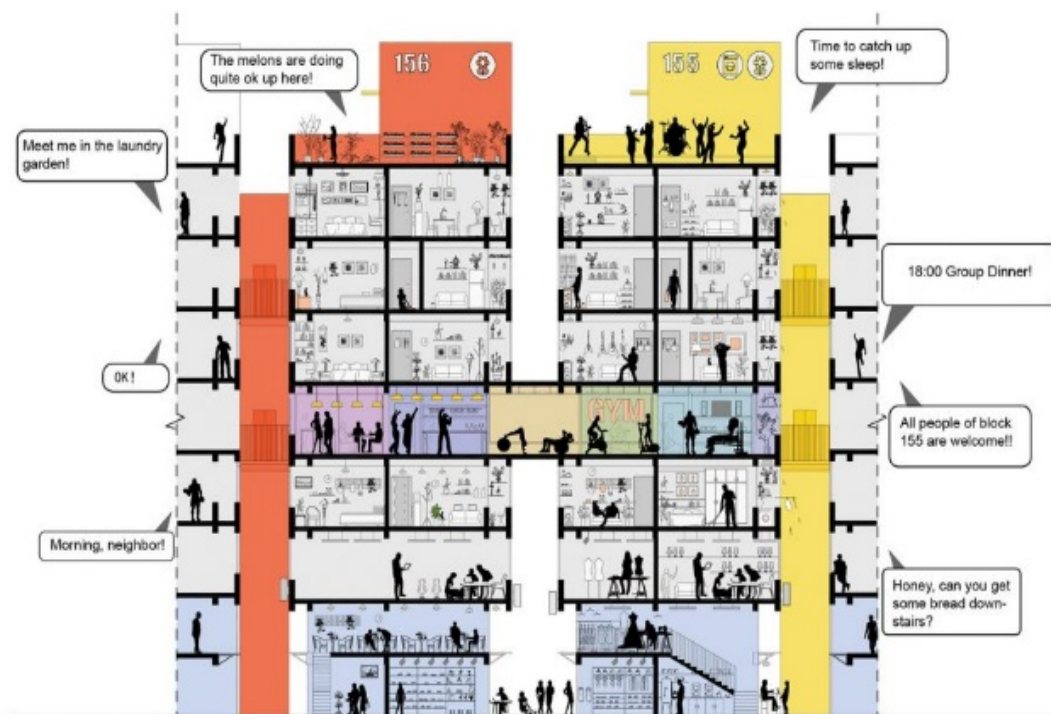 The melons are doing
quite ok up here!
156
155
Time to catch up
some sleep!
Meet me in the laundry
garden!
18:00 Group Dinner!
OK!
GYM
All people of block
155 are welcome!!
Morning, neighbor!
Honey, can you get
some bread down-
stairs?